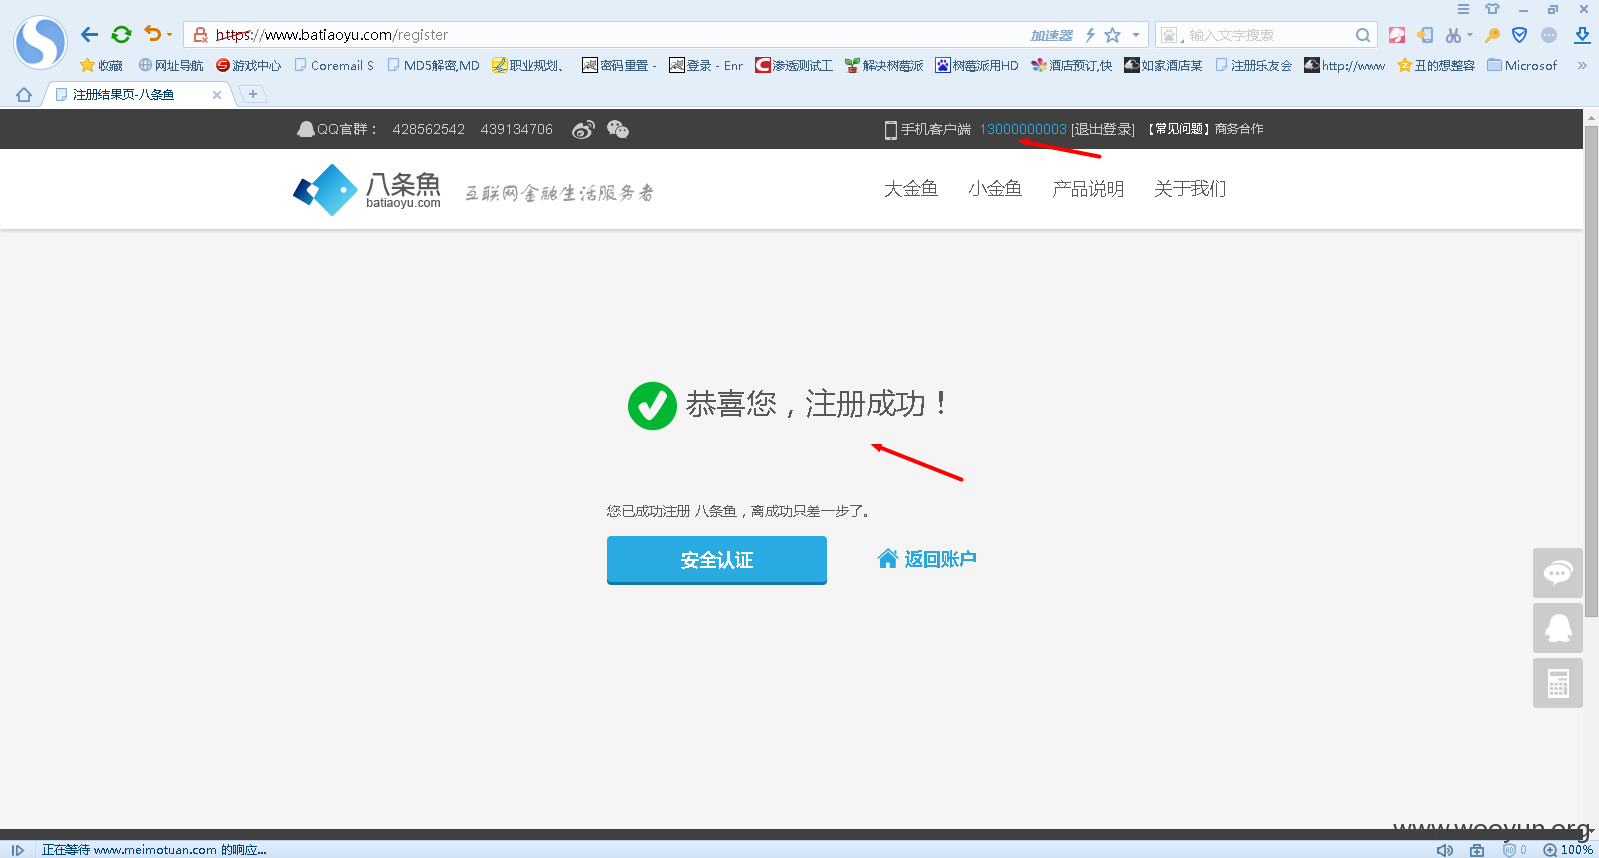 https://www.batiaoyu.com/register
加速器
输入文字搜索
收藏 网址导航 游戏中心 Coremail S MD5解密,MD 职业规划、 密码重置 - 登录 - Enr 渗透测试工 解决树莓派 树莓派用HD 酒店预订,快 如家酒店某 注册乐友会 http://www 丑的想整容 Microsof
注册结果页-八条鱼
QQ官群： 428562542 439134706
手机客户端 13000000003 [退出登录] 【常见问题】 商务合作
八条魚
batiaoyu.com
互联网金融生活服务者
大金鱼 小金鱼 产品说明 关于我们
恭喜您，注册成功！
您已成功注册 八条鱼，离成功只差一步了。
安全认证 返回账户
www.wooyun.org
正在等待 www.meimotuan.com 的响应...
0 100%